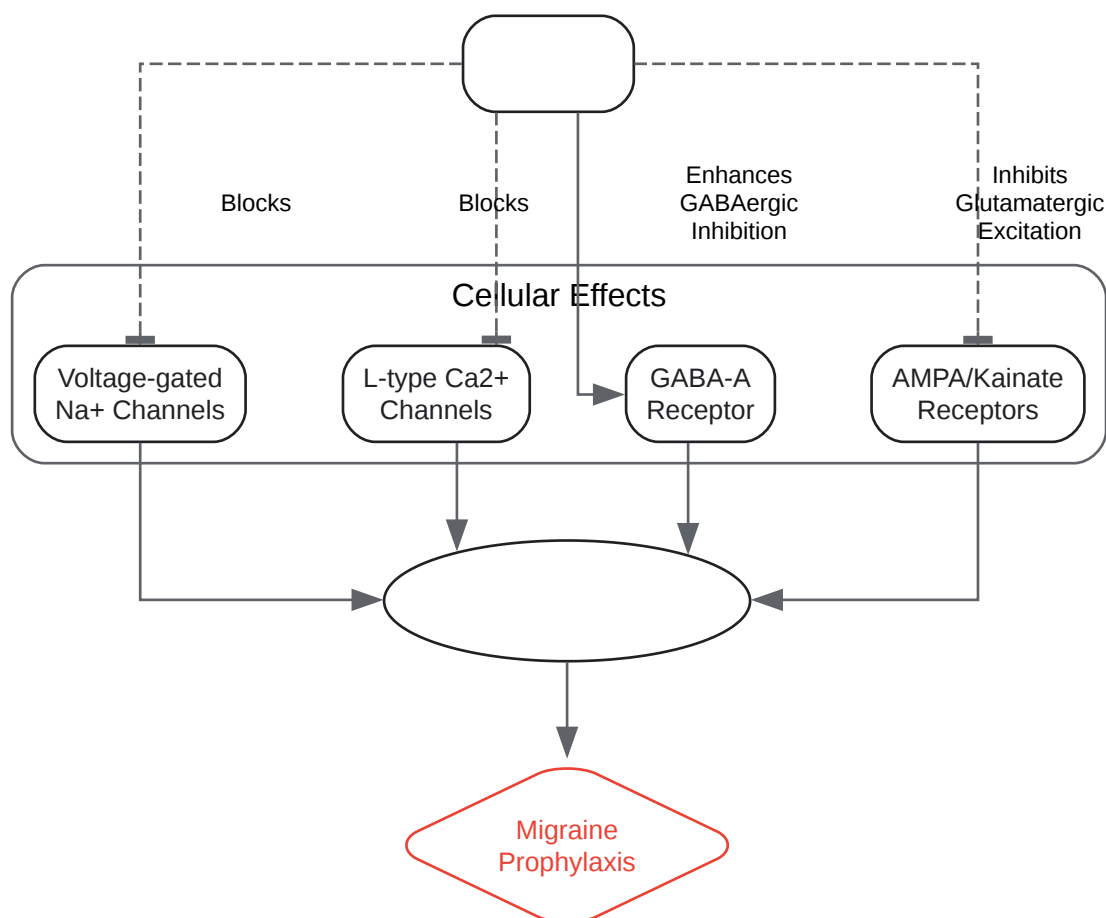 Blocks
Blocks
Enhances
GABAergic
Inhibition
Inhibits
Glutamatergic
Excitation
Cellular Effects
Voltage-gated
Na+ Channels
L-type Ca2+
Channels
GABA-A
Receptor
AMPA/Kainate
Receptors
Migraine
Prophylaxis